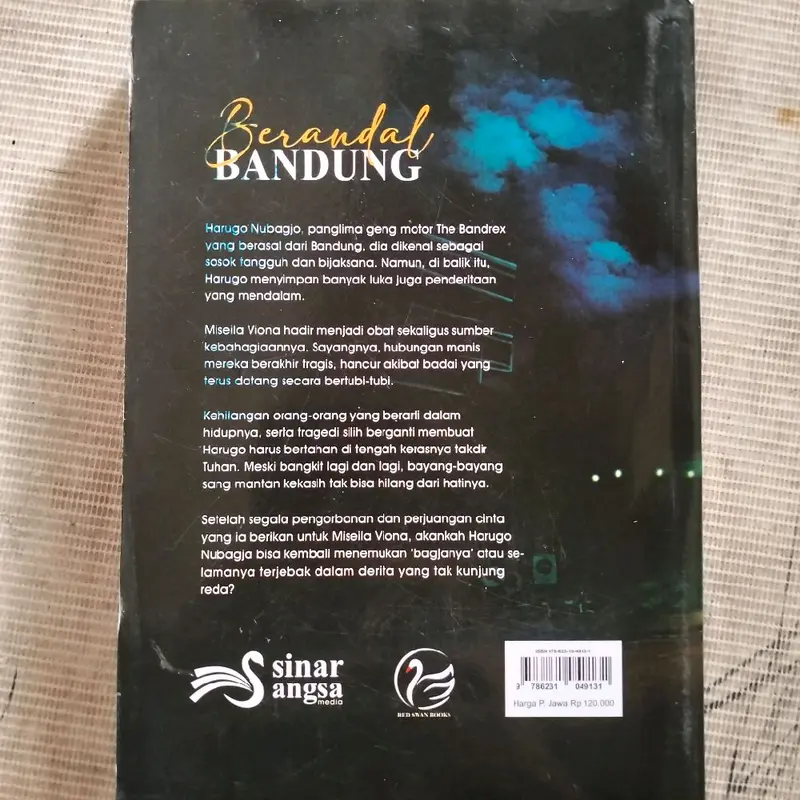 Berandal
BANDUNG
Harugo Nubagjo, panglima geng motor The Bandrex
yang berasal dari Bandung, dia dikenal sebagai
sosok tangguh dan bijaksana. Namun, di balik itu,
Harugo menyimpan banyak luka juga penderitaan
yang mendalam.
Miseila Viona hadir menjadi obat sekaligus sumber
kebahagiaannya. Sayangnya, hubungan manis
mereka berakhir tragis, hancur akibat badai yang
terus datang secara bertubi-tubi.
Kehilangan orang-orang yang berarti dalam
hidupnya, serta tragedi silih berganti membuat
Harugo harus bertahan di tengah kerasnya takdir
Tuhan. Meski bangkit lagi dan lagi, bayang-bayang
sang mantan kekasih tak bisa hilang dari hatinya.
Setelah segala pengorbanan dan perjuangan cinta
yang ia berikan untuk Miseila Viona, akankah Harugo
Nubagja bisa kembali menemukan 'bagjanya' atau se-
lamanya terjebak dalam derita yang tak kunjung
reda?
sinar
angsa
media
RED SWAN BOOKS
9 786231 049131
Harga P. Jawa Rp 120.000